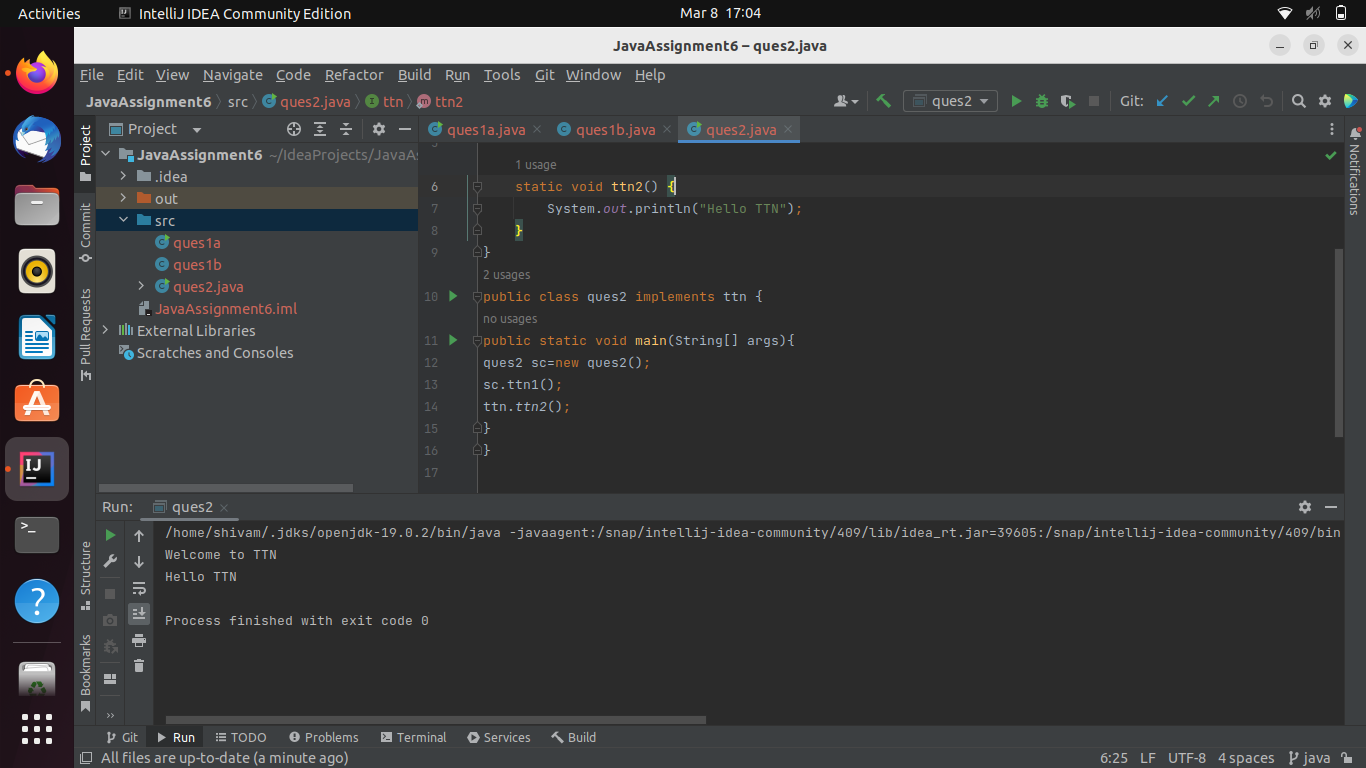 Activities IntelliJ IDEA Community Edition Mar 8 17:04
JavaAssignment6 – ques2.java
File Edit View Navigate Code Refactor Build Run Tools Git Window Help
JavaAssignment6 src ques2.java ttn ttn2 ques2 Git:
Project
ques1a.java ques1b.java ques2.java
JavaAssignment6 ~/IdeaProjects/JavaAs
.idea
out
src
ques1a
ques1b
ques2.java
JavaAssignment6.iml
External Libraries
Scratches and Consoles
Project
Commit
Pull Requests
Structure
Bookmarks
Notifications
1 usage
6 static void ttn2() {
7 System.out.println("Hello TTN");
8 }
9 }
2 usages
10 public class ques2 implements ttn {
no usages
11 public static void main(String[] args){
12 ques2 sc=new ques2();
13 sc.ttn1();
14 ttn.ttn2();
15 }
16 }
17
Run: ques2
/home/shivam/.jdks/openjdk-19.0.2/bin/java -javaagent:/snap/intellij-idea-community/409/lib/idea_rt.jar=39605:/snap/intellij-idea-community/409/bin
Welcome to TTN
Hello TTN
Process finished with exit code 0
Git Run TODO Problems Terminal Services Build
All files are up-to-date (a minute ago) 6:25 LF UTF-8 4 spaces java